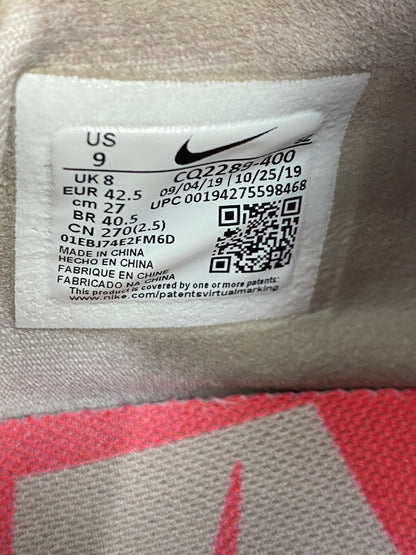 US
9
UK 8
EUR 42.5
cm 27
BR 40.5
CN 270(2.5)
01EBJ74E2FM6D
CQ2289-400
09/04/19 | 10/25/19
UPC 00194275598468
MADE IN CHINA
HECHO EN CHINA
FABRIQUE EN CHINE
FABRICADO NA CHINA
This product is covered by one or more patents:
www.nike.com/patentsvirtualmarking